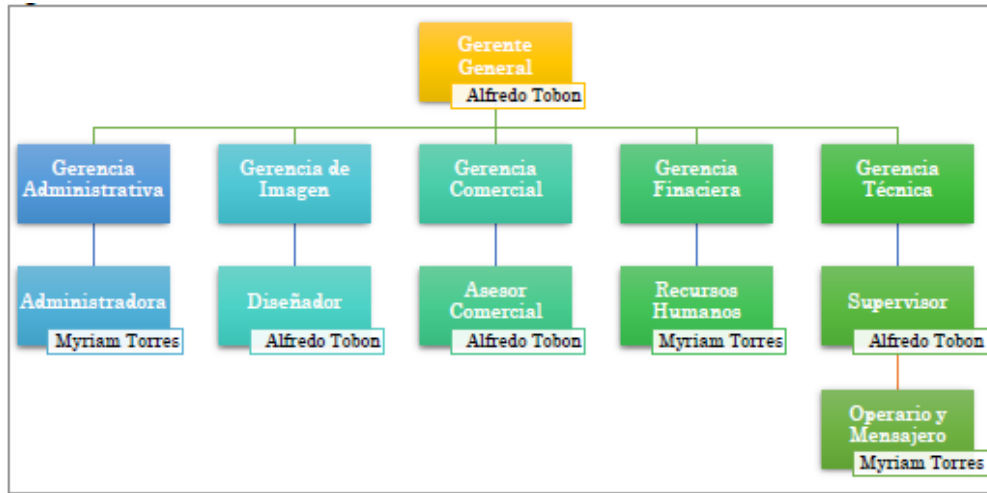 Gerente
General
Alfredo Tobon
Gerencia
Administrativa
Gerencia de
Imagen
Gerencia
Comercial
Gerencia
Finaciera
Gerencia
Técnica
Administradora
Myriam Torres
Diseñador
Alfredo Tobon
Asesor
Comercial
Alfredo Tobon
Recursos
Humanos
Myriam Torres
Supervisor
Alfredo Tobon
Operario y
Mensajero
Myriam Torres